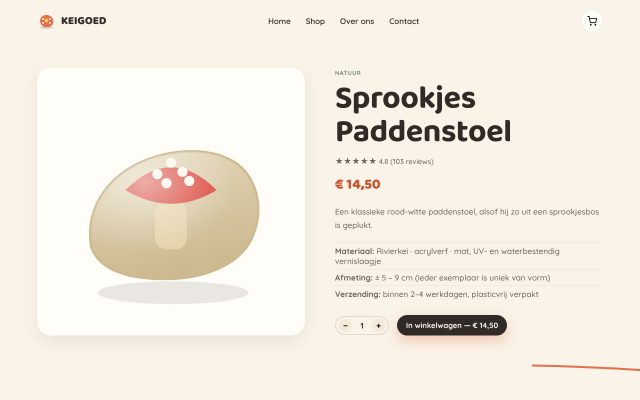 KEIGOED
Home Shop Over ons Contact
NATUUR
Sprookjes
Paddenstoel
★★★★★ 4.8 (103 reviews)
€ 14,50
Een klassieke rood-witte paddenstoel, alsof hij zo uit een sprookjesbos
is geplukt.
Materiaal: Rivierkei · acrylverf · mat, UV- en waterbestendig
vernislaagje
Afmeting: ± 5 – 9 cm (ieder exemplaar is uniek van vorm)
Verzending: binnen 2–4 werkdagen, plasticvrij verpakt
− 1 + In winkelwagen — € 14,50